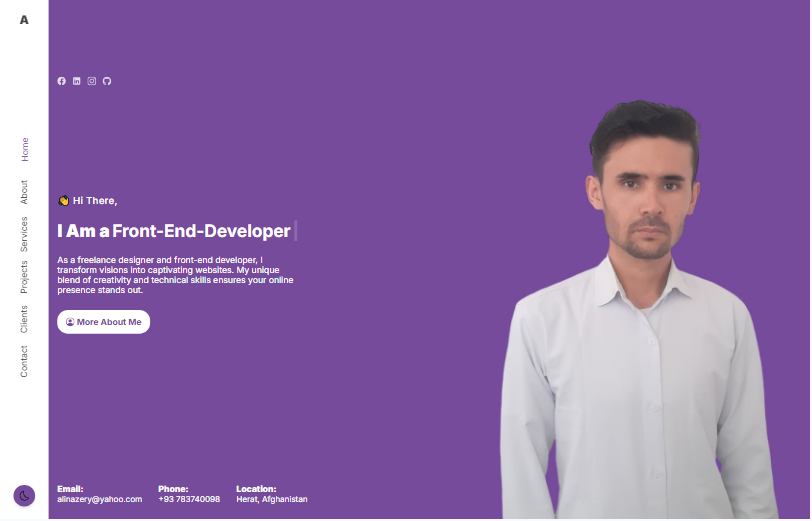 A
Home
About
Services
Projects
Clients
Contact
👋 Hi There,
I Am a Front-End-Developer
As a freelance designer and front-end developer, I
transform visions into captivating websites. My unique
blend of creativity and technical skills ensures your online
presence stands out.
More About Me
Email:
alinazery@yahoo.com
Phone:
+93 783740098
Location:
Herat, Afghanistan